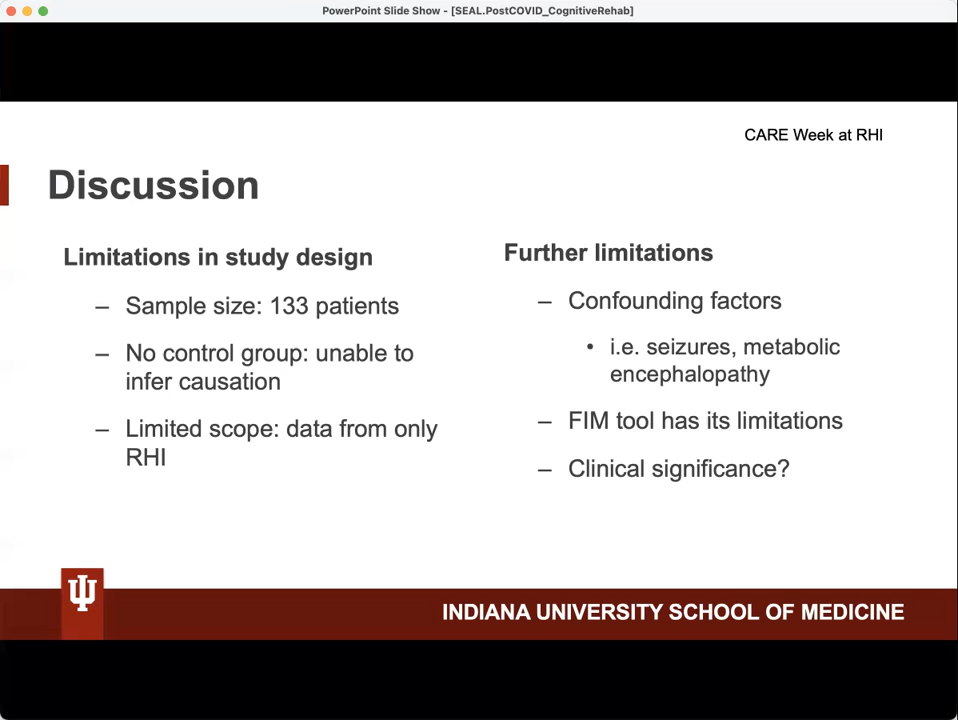 PowerPoint Slide Show - [SEAL.PostCOVID_CognitiveRehab]
CARE Week at RHI
Discussion
Limitations in study design
– Sample size: 133 patients
– No control group: unable to
infer causation
– Limited scope: data from only
RHI
Further limitations
– Confounding factors
• i.e. seizures, metabolic
encephalopathy
– FIM tool has its limitations
– Clinical significance?
INDIANA UNIVERSITY SCHOOL OF MEDICINE